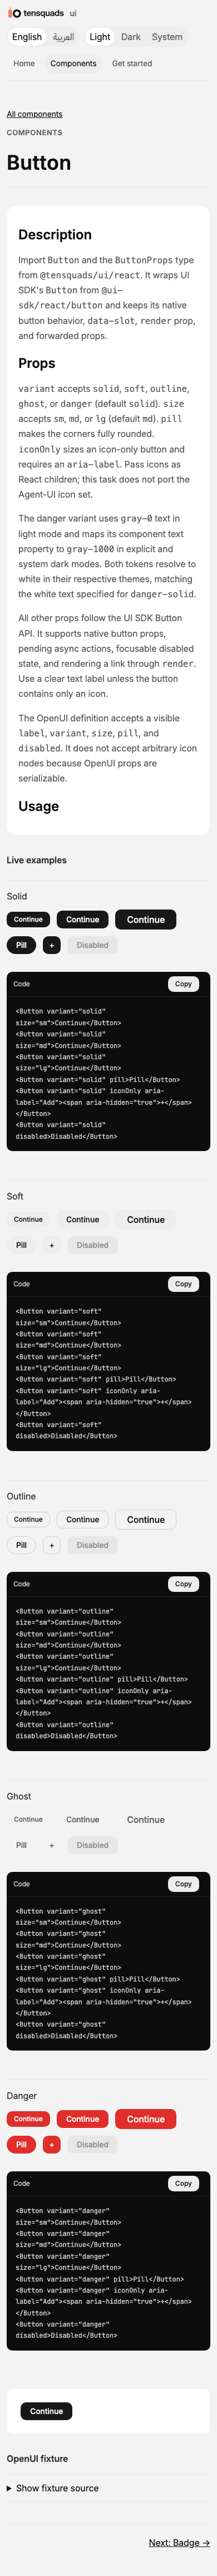 tensquads ui
English العربية Light Dark System
Home Components Get started
All components
COMPONENTS
Button
Description
Import Button and the ButtonProps type
from @tensquads/ui/react. It wraps UI
SDK's Button from @ui-
sdk/react/button and keeps its native
button behavior, data-slot, render prop,
and forwarded props.
Props
variant accepts solid, soft, outline,
ghost, or danger (default solid). size
accepts sm, md, or lg (default md). pill
makes the corners fully rounded.
iconOnly sizes an icon-only button and
requires an aria-label. Pass icons as
React children; this task does not port the
Agent-UI icon set.
The danger variant uses gray-0 text in
light mode and maps its component text
property to gray-1000 in explicit and
system dark modes. Both tokens resolve to
white in their respective themes, matching
the white text specified for danger-solid.
All other props follow the UI SDK Button
API. It supports native button props,
pending async actions, focusable disabled
state, and rendering a link through render.
Use a clear text label unless the button
contains only an icon.
The OpenUI definition accepts a visible
label, variant, size, pill, and
disabled. It does not accept arbitrary icon
nodes because OpenUI props are
serializable.
Usage
Live examples
Solid
Continue Continue Continue
Pill + Disabled
Code Copy
<Button variant="solid"
size="sm">Continue</Button>
<Button variant="solid"
size="md">Continue</Button>
<Button variant="solid"
size="lg">Continue</Button>
<Button variant="solid" pill>Pill</Button>
<Button variant="solid" iconOnly aria-
label="Add"><span aria-hidden="true">+</span>
</Button>
<Button variant="solid"
disabled>Disabled</Button>
Soft
Continue Continue Continue
Pill + Disabled
Code Copy
<Button variant="soft"
size="sm">Continue</Button>
<Button variant="soft"
size="md">Continue</Button>
<Button variant="soft"
size="lg">Continue</Button>
<Button variant="soft" pill>Pill</Button>
<Button variant="soft" iconOnly aria-
label="Add"><span aria-hidden="true">+</span>
</Button>
<Button variant="soft"
disabled>Disabled</Button>
Outline
Continue Continue Continue
Pill + Disabled
Code Copy
<Button variant="outline"
size="sm">Continue</Button>
<Button variant="outline"
size="md">Continue</Button>
<Button variant="outline"
size="lg">Continue</Button>
<Button variant="outline" pill>Pill</Button>
<Button variant="outline" iconOnly aria-
label="Add"><span aria-hidden="true">+</span>
</Button>
<Button variant="outline"
disabled>Disabled</Button>
Ghost
Continue Continue Continue
Pill + Disabled
Code Copy
<Button variant="ghost"
size="sm">Continue</Button>
<Button variant="ghost"
size="md">Continue</Button>
<Button variant="ghost"
size="lg">Continue</Button>
<Button variant="ghost" pill>Pill</Button>
<Button variant="ghost" iconOnly aria-
label="Add"><span aria-hidden="true">+</span>
</Button>
<Button variant="ghost"
disabled>Disabled</Button>
Danger
Continue Continue Continue
Pill + Disabled
Code Copy
<Button variant="danger"
size="sm">Continue</Button>
<Button variant="danger"
size="md">Continue</Button>
<Button variant="danger"
size="lg">Continue</Button>
<Button variant="danger" pill>Pill</Button>
<Button variant="danger" iconOnly aria-
label="Add"><span aria-hidden="true">+</span>
</Button>
<Button variant="danger"
disabled>Disabled</Button>
Continue
OpenUI fixture
Show fixture source
Next: Badge →